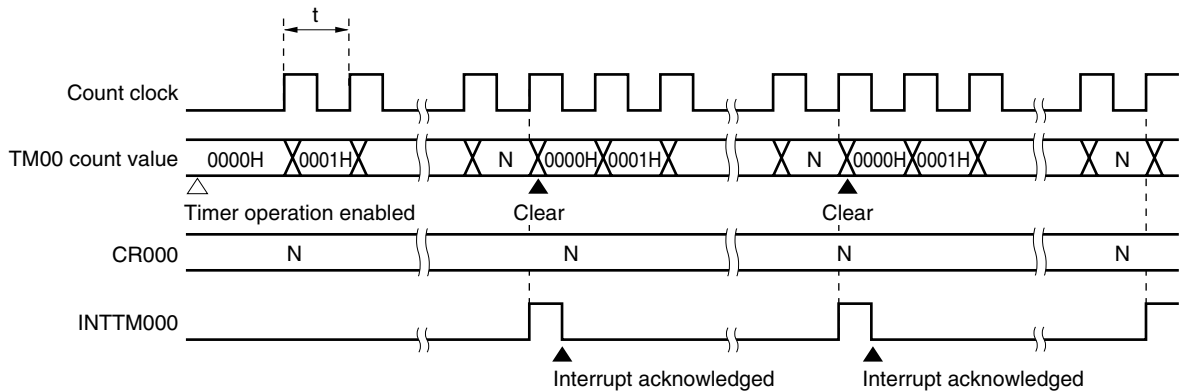 t
Count clock
TM00 count value 0000H 0001H N 0000H 0001H N 0000H 0001H N
Timer operation enabled Clear Clear
CR000 N N N N
INTTM000
Interrupt acknowledged Interrupt acknowledged